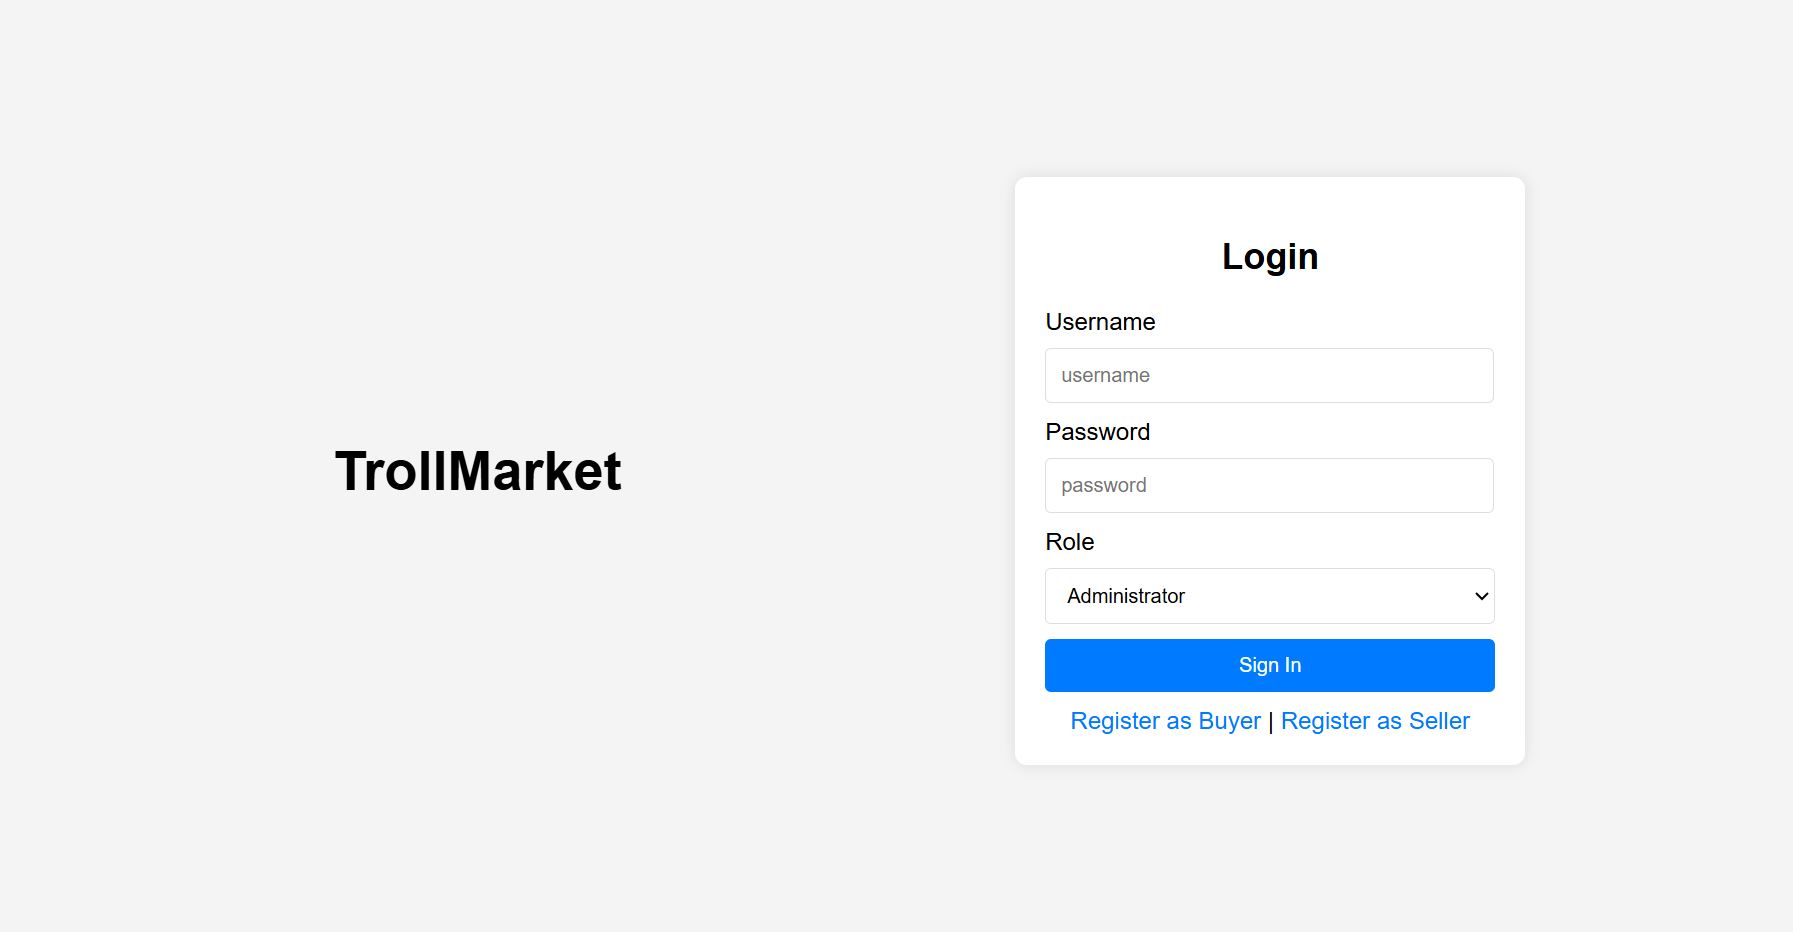 TrollMarket
Login
Username
username
Password
password
Role
Administrator
Sign In
Register as Buyer | Register as Seller